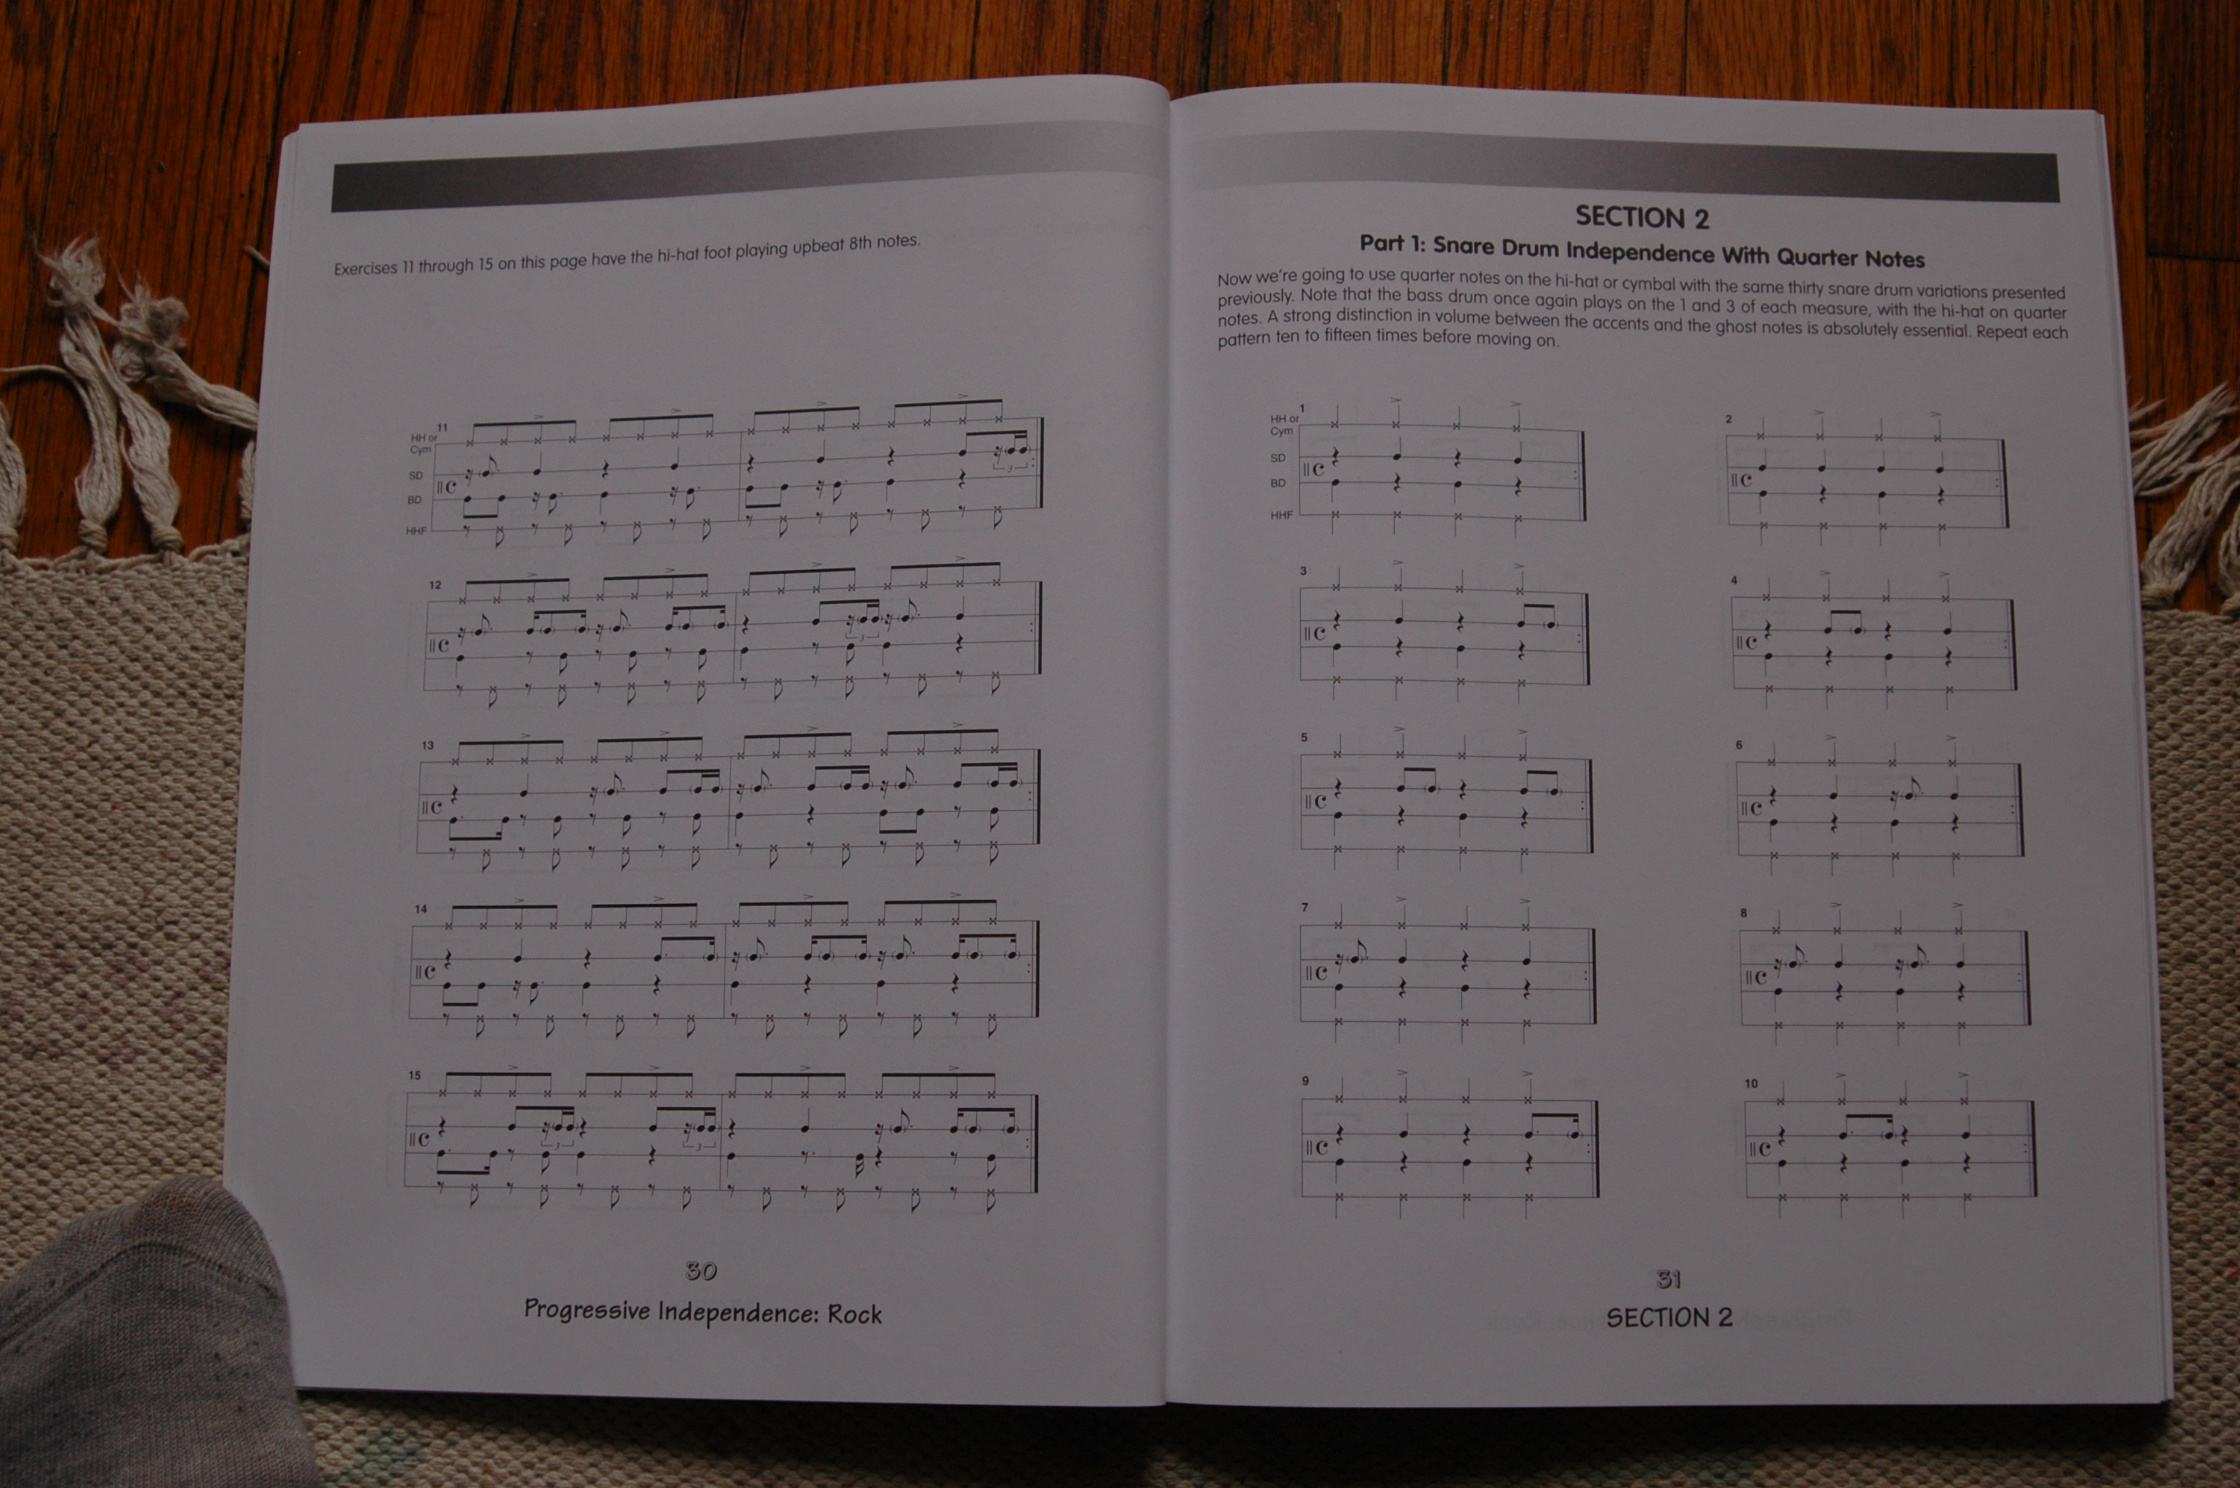 Exercises 11 through 15 on this page have the hi-hat foot playing upbeat 8th notes.
11
HH or
Cym
SD
BD
HHF
12
13
14
15
30
Progressive Independence: Rock
SECTION 2
Part 1: Snare Drum Independence With Quarter Notes
Now we're going to use quarter notes on the hi-hat or cymbal with the same thirty snare drum variations presented
previously. Note that the bass drum once again plays on the 1 and 3 of each measure, with the hi-hat on quarter
notes. A strong distinction in volume between the accents and the ghost notes is absolutely essential. Repeat each
pattern ten to fifteen times before moving on.
1
HH or
Cym
SD
BD
HHF
2
3
4
5
6
7
8
9
10
31
SECTION 2